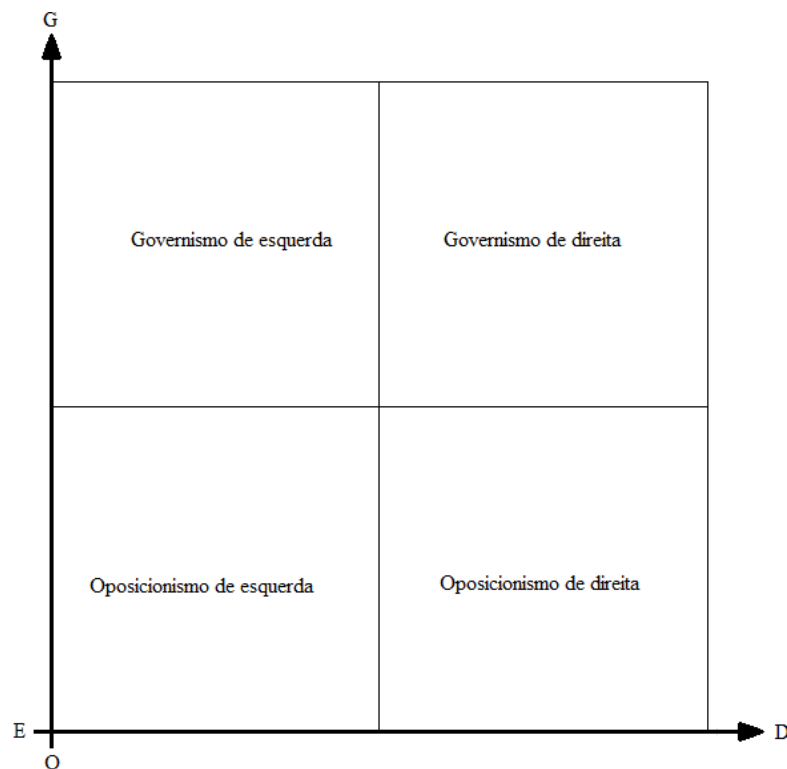 G
Governismo de esquerda
Governismo de direita
Oposicionismo de esquerda
Oposicionismo de direita
E
D
O